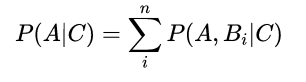 P(A|C) = \sum_{i}^{n} P(A, B_i|C)